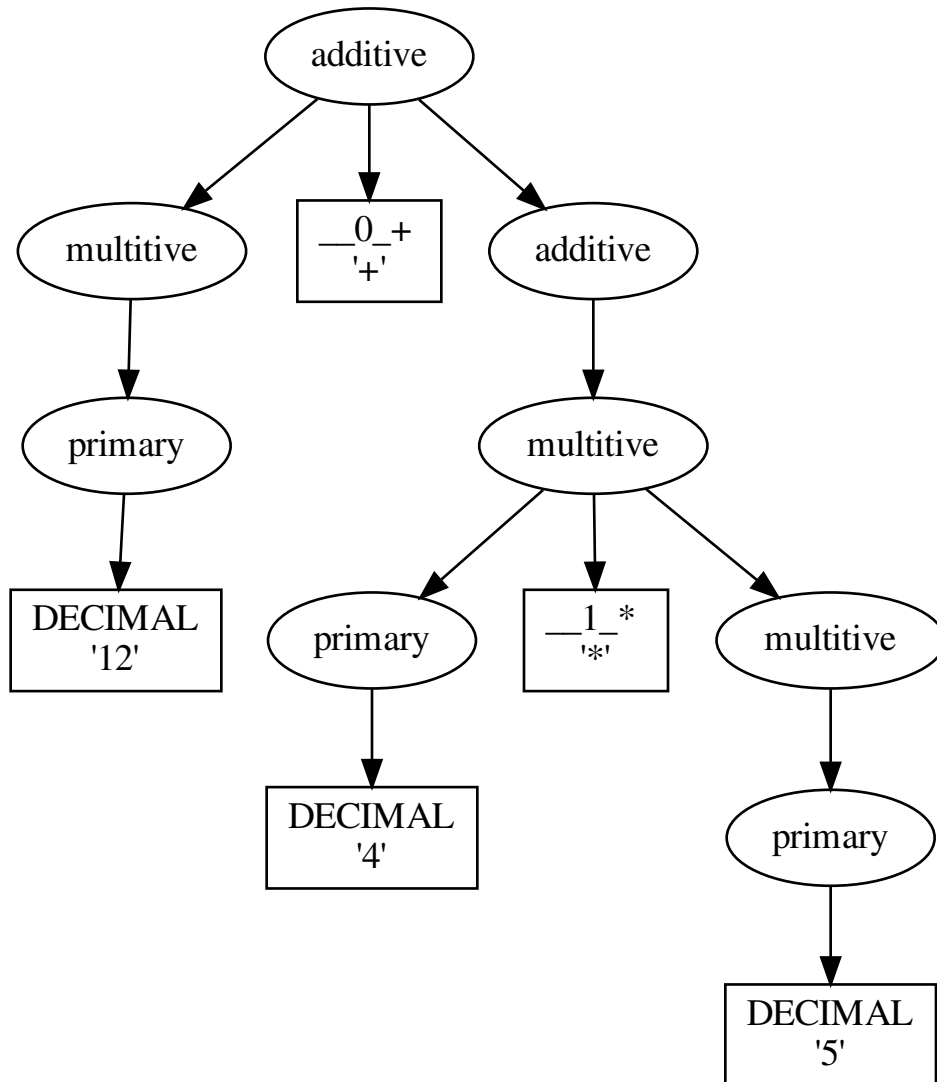 additive
multitive
__0_+
'+'
additive
primary
multitive
DECIMAL
'12'
primary
__1_*
'*'
multitive
DECIMAL
'4'
primary
DECIMAL
'5'